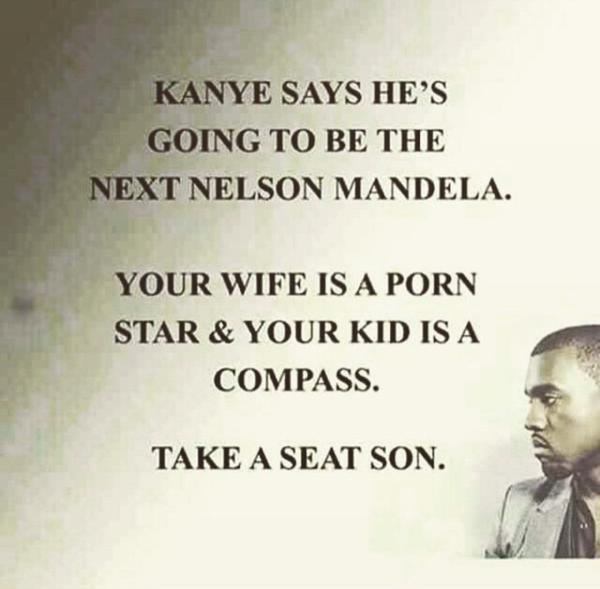 KANYE SAYS HE'S
GOING TO BE THE
NEXT NELSON MANDELA.
YOUR WIFE IS A PORN
STAR & YOUR KID IS A
COMPASS.
TAKE A SEAT SON.